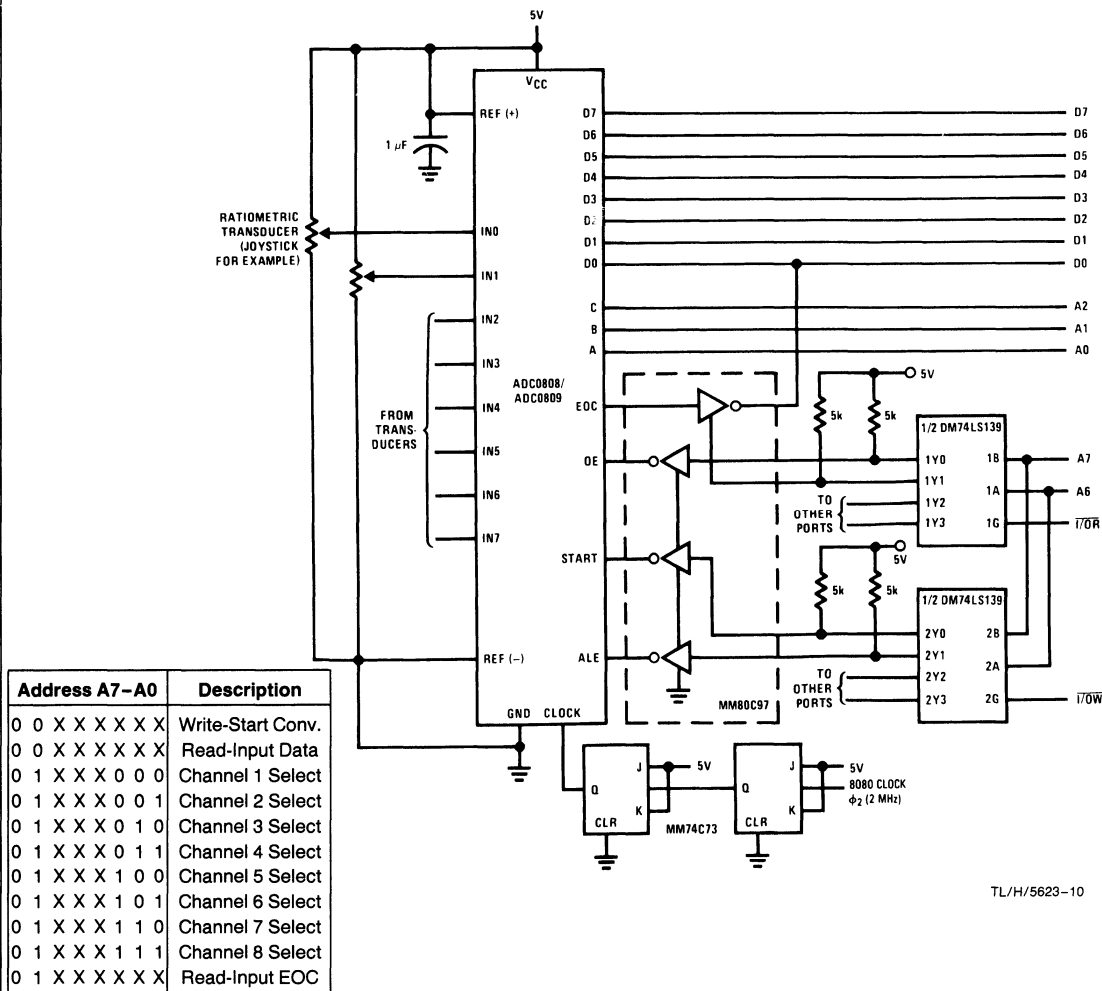 5V
VCC
REF (+)
1 µF
RATIOMETRIC
TRANSDUCER
(JOYSTICK
FOR EXAMPLE)
IN0
IN1
IN2
IN3
IN4
IN5
IN6
IN7
FROM
TRANS-
DUCERS
ADC0808/
ADC0809
REF (−)
GND CLOCK
D7
D6
D5
D4
D3
D2
D1
D0
C
B
A
EOC
OE
START
ALE
D7
D6
D5
D4
D3
D2
D1
D0
A2
A1
A0
5V
5k
5k
1/2 DM74LS139
1Y0 1B
1Y1
1Y2 1A
1Y3 1G
A7
A6
I/OR
TO
OTHER
PORTS
5V
5k
5k
1/2 DM74LS139
2Y0 2B
2Y1
2A
2Y2
2Y3 2G
I/OW
TO
OTHER
PORTS
MM80C97
Q
J
K
CLR
5V
MM74C73
Q
J
K
CLR
5V
8080 CLOCK
ϕ2 (2 MHz)
TL/H/5623–10
Address A7–A0 Description
0 0 X X X X X X Write-Start Conv.
0 0 X X X X X X Read-Input Data
0 1 X X X 0 0 0 Channel 1 Select
0 1 X X X 0 0 1 Channel 2 Select
0 1 X X X 0 1 0 Channel 3 Select
0 1 X X X 0 1 1 Channel 4 Select
0 1 X X X 1 0 0 Channel 5 Select
0 1 X X X 1 0 1 Channel 6 Select
0 1 X X X 1 1 0 Channel 7 Select
0 1 X X X 1 1 1 Channel 8 Select
0 1 X X X X X X Read-Input EOC